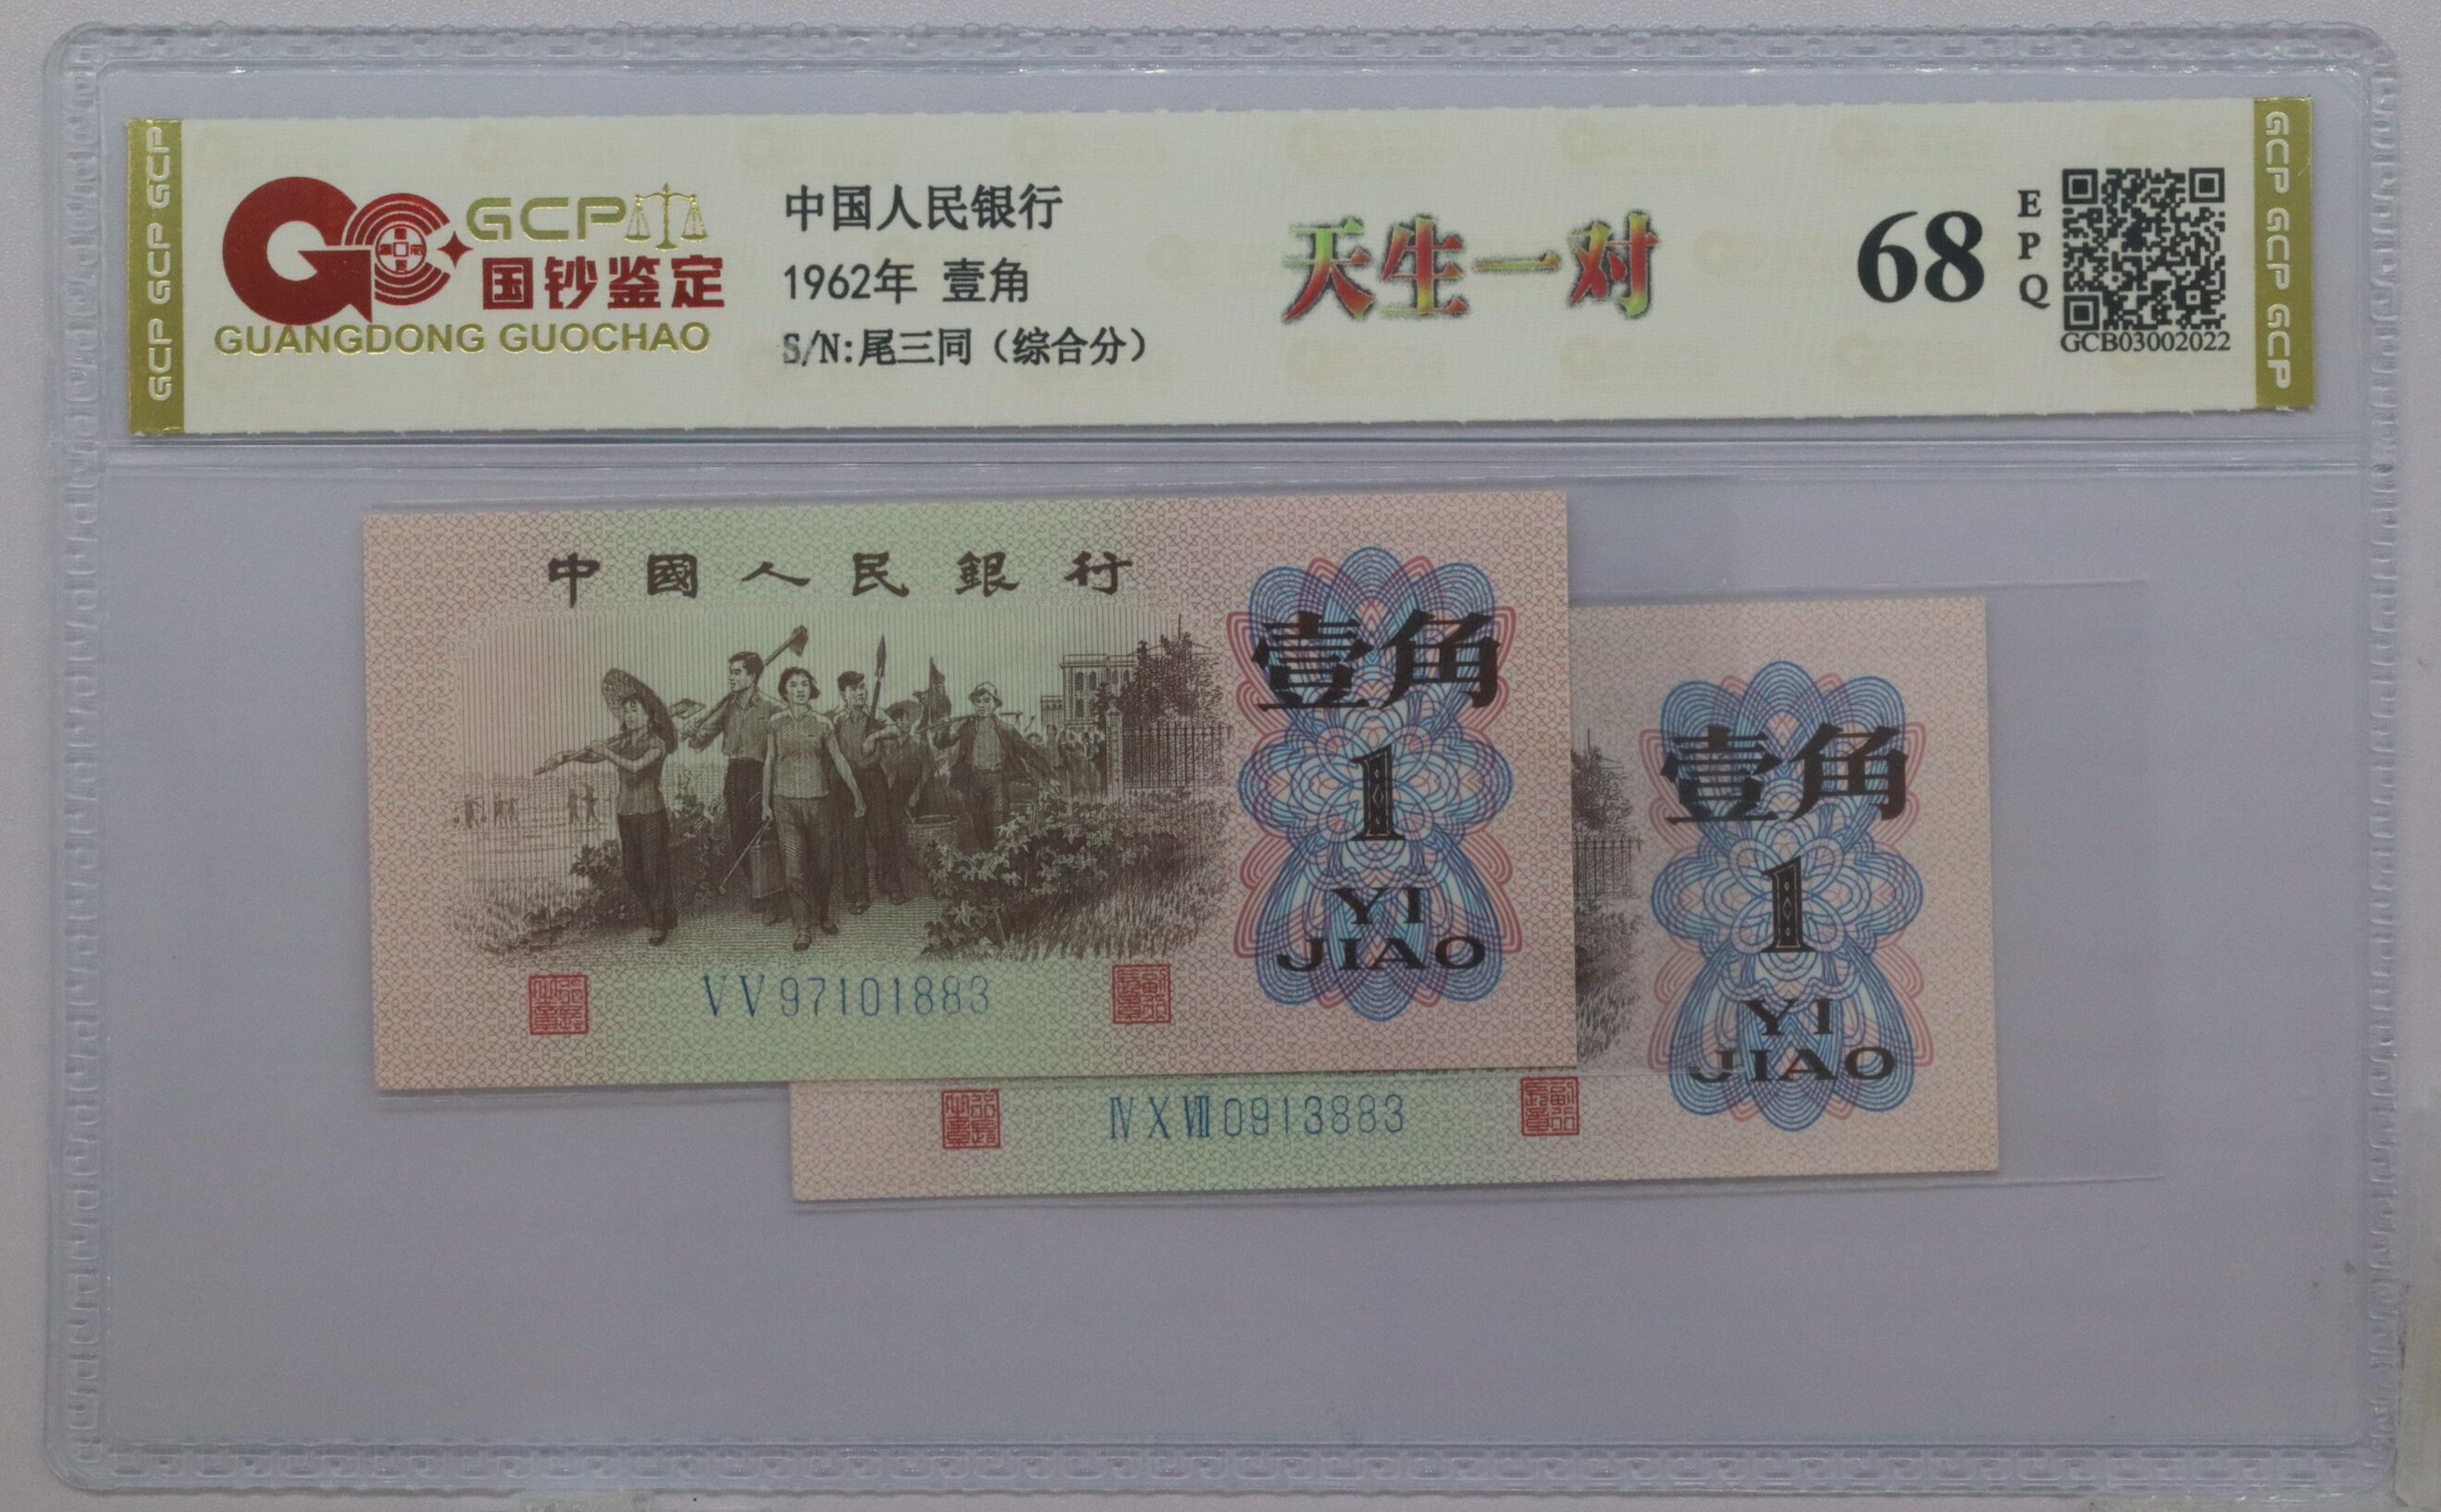 GCP GCP GCP
GCP
国钞鉴定
GUANGDONG GUOCHAO
中国人民银行
1962年 壹角
S/N:尾三同（综合分）
天生一对
68
EPQ
GCB03002022
GCP GCP GCP
中國人民銀行
壹角
1
YI
JIAO
VV97101883
壹角
1
YI
JIAO
ⅣⅩⅦ0913883